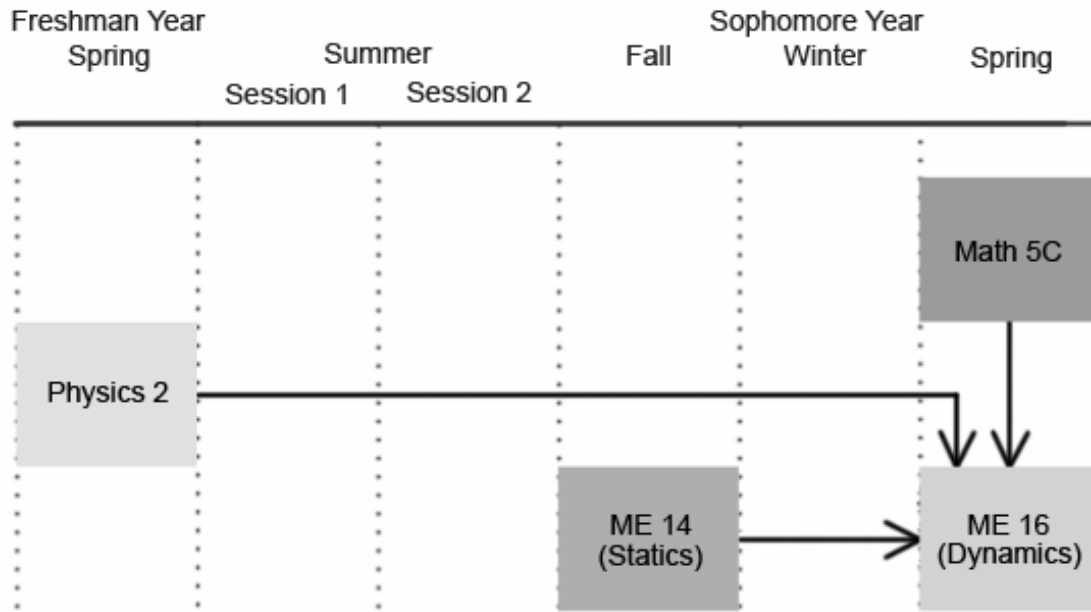 Freshman Year
Spring
Summer
Session 1
Session 2
Fall
Sophomore Year
Winter
Spring
Math 5C
Physics 2
ME 14
(Statics)
ME 16
(Dynamics)